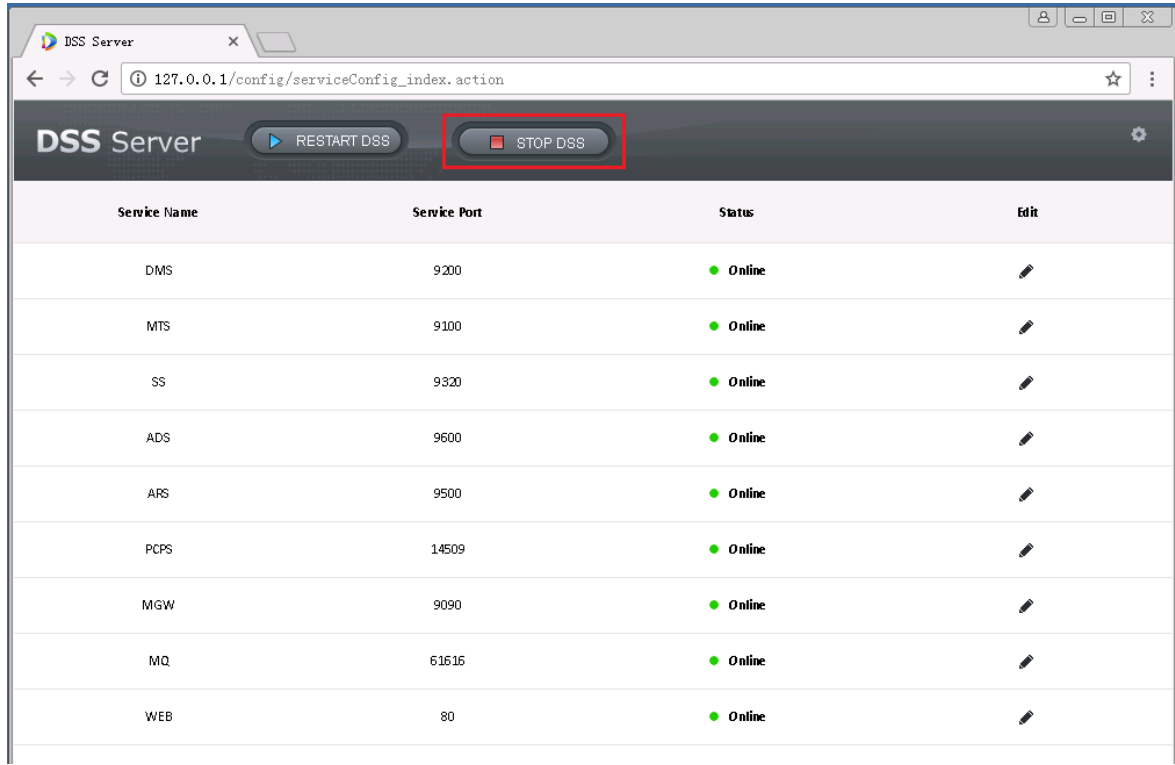 DSS Server
127.0.0.1/config/serviceConfig_index.action
DSS Server RESTART DSS STOP DSS
Service Name Service Port Status Edit
DMS 9200 Online
MTS 9100 Online
SS 9320 Online
ADS 9600 Online
ARS 9500 Online
PCPS 14509 Online
MGW 9090 Online
MQ 61616 Online
WEB 80 Online